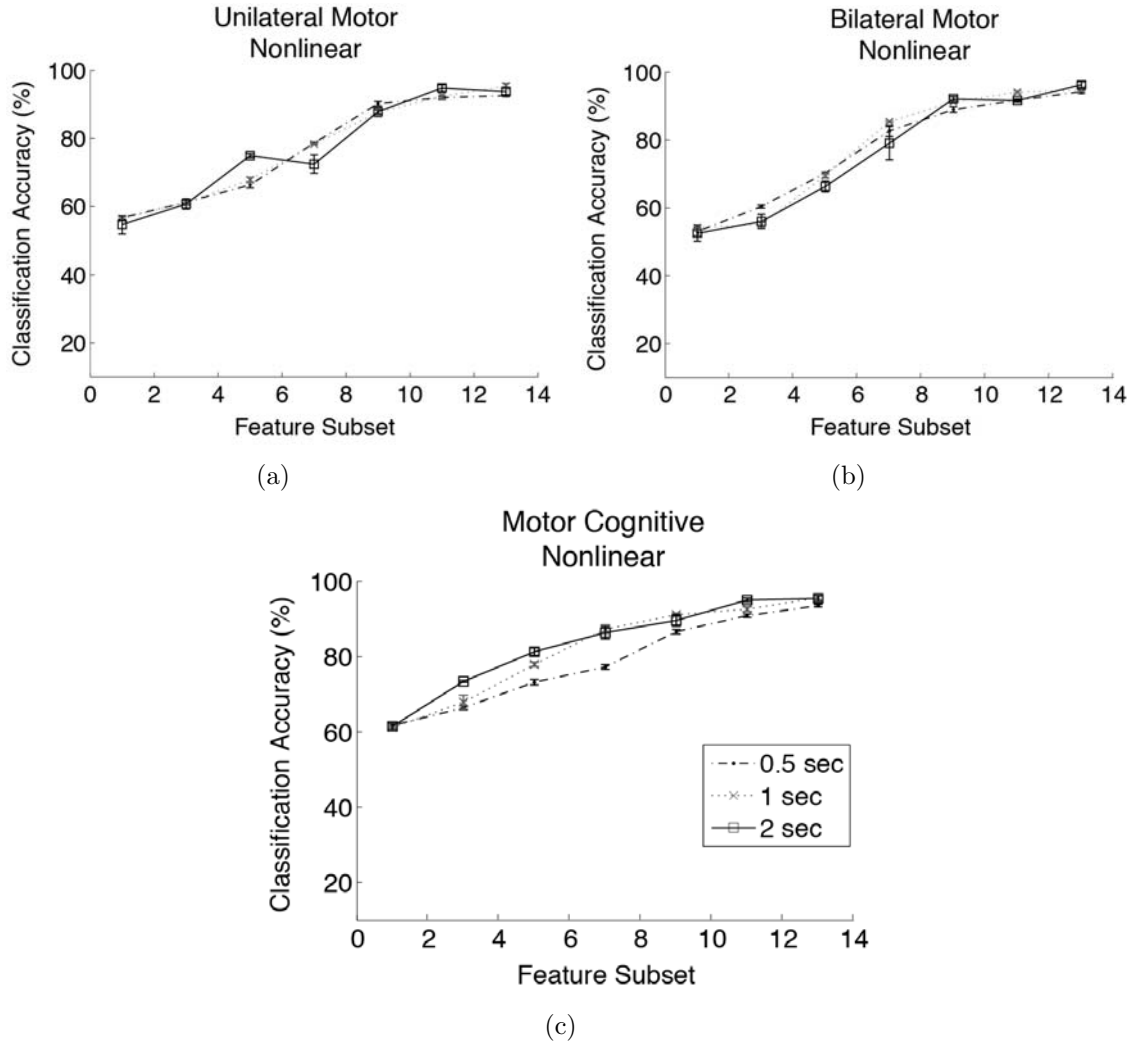 Unilateral Motor
Nonlinear
Classification Accuracy (%)
100
80
60
40
20
0 2 4 6 8 10 12 14
Feature Subset
(a)
Bilateral Motor
Nonlinear
Classification Accuracy (%)
100
80
60
40
20
0 2 4 6 8 10 12 14
Feature Subset
(b)
Motor Cognitive
Nonlinear
Classification Accuracy (%)
100
80
60
40
20
0 2 4 6 8 10 12 14
Feature Subset
0.5 sec
1 sec
2 sec
(c)